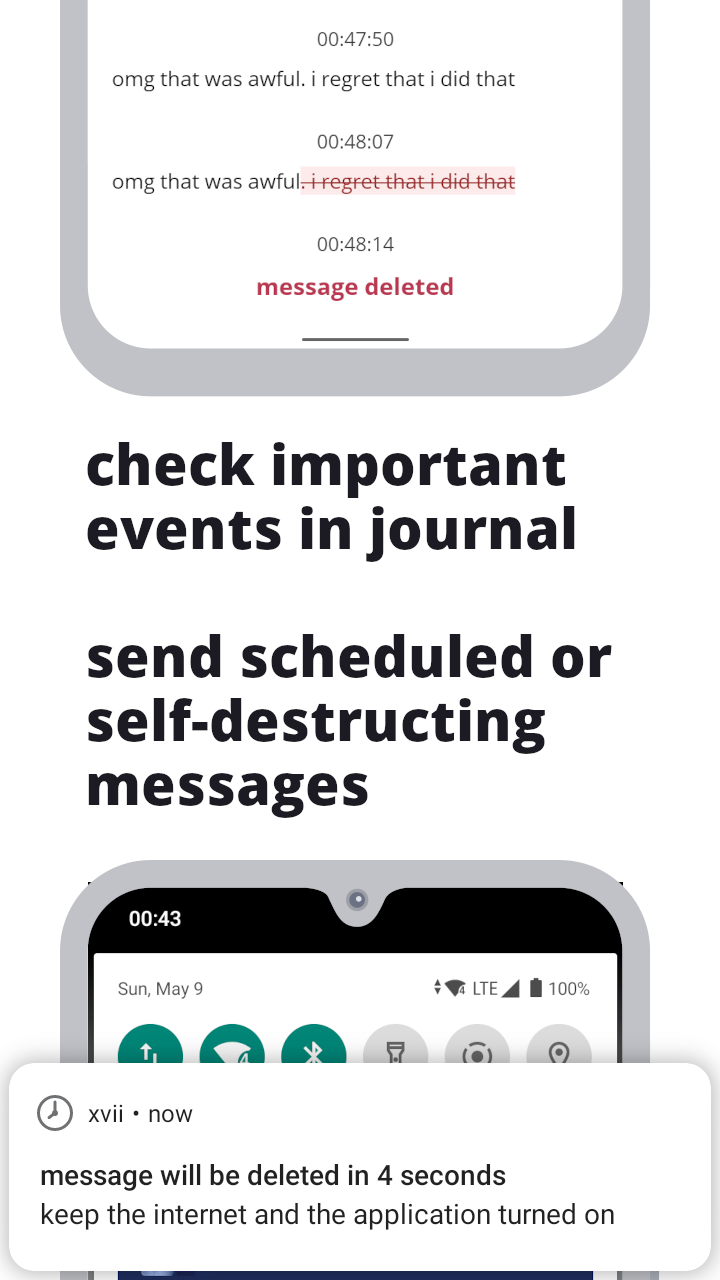 00:47:50
omg that was awful. i regret that i did that
00:48:07
omg that was awful. i regret that i did that
00:48:14
message deleted
check important
events in journal
send scheduled or
self-destructing
messages
00:43
Sun, May 9
4 LTE 100%
4
xvii • now
message will be deleted in 4 seconds
keep the internet and the application turned on